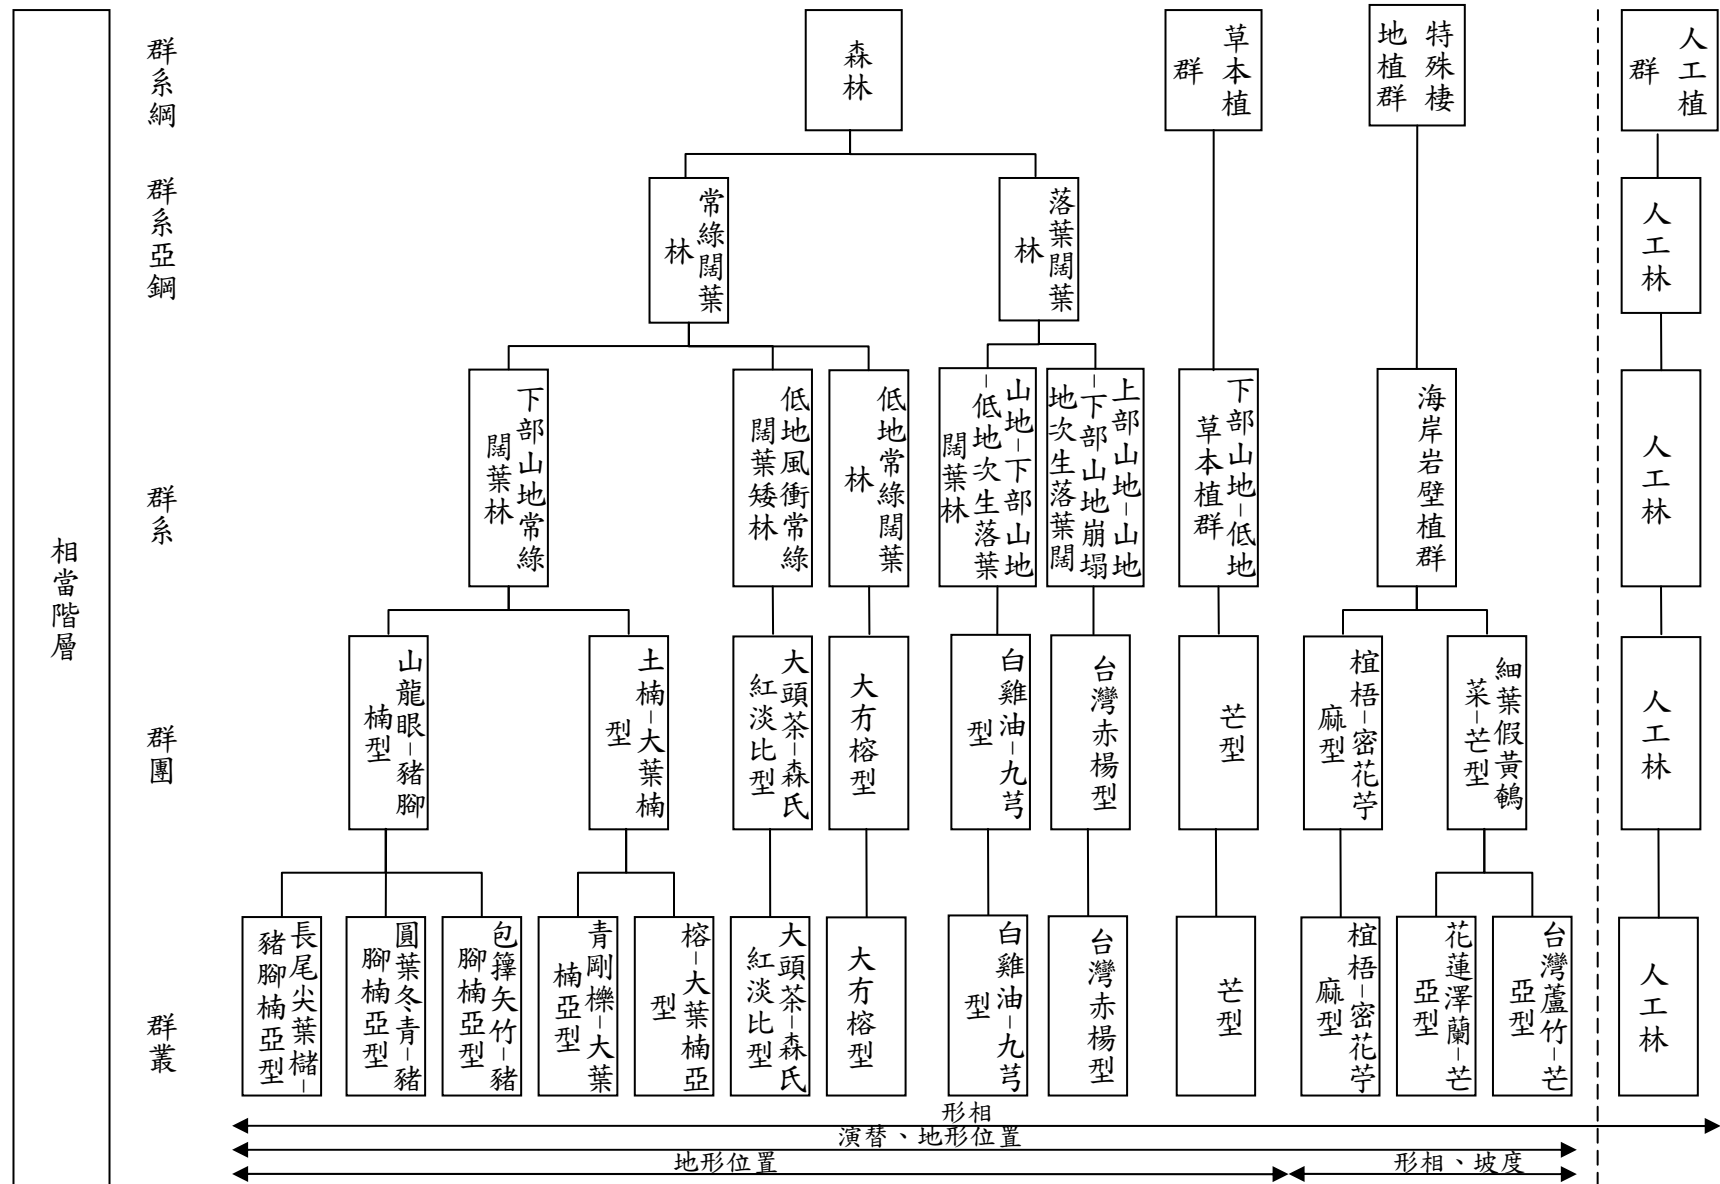 相當階層
群系綱
森林
草本植
群
特殊棲
地植群
人工植
群
群系亞鋼
常綠闊葉
林
落葉闊葉
林
人工林
群系
下部山地常綠
闊葉林
低地風衝常綠
闊葉矮林
低地常綠闊葉
林
山地–下部山地
–低地次生落葉
闊葉林
上部山地–山地
–下部山地崩塌
地次生落葉闊
下部山地–低地
草本植群
海岸岩壁植群
人工林
群團
山龍眼–豬腳
楠型
土楠–大葉楠
型
大頭茶–森氏
紅淡比型
大冇榕型
白雞油–九芎
型
台灣赤楊型
芒型
楦梧–密花苧
麻型
細葉假黃鵪
菜–芒型
人工林
群叢
長尾尖葉櫧–
豬腳楠亞型
圓葉冬青–豬
腳楠亞型
包籜矢竹–豬
腳楠亞型
青剛櫟–大葉
楠亞型
榕–大葉楠亞
型
大頭茶–森氏
紅淡比型
大冇榕型
白雞油–九芎
型
台灣赤楊型
芒型
楦梧–密花苧
麻型
花蓮澤蘭–芒
亞型
台灣蘆竹–芒
亞型
人工林
形相
演替、地形位置
地形位置
形相、坡度